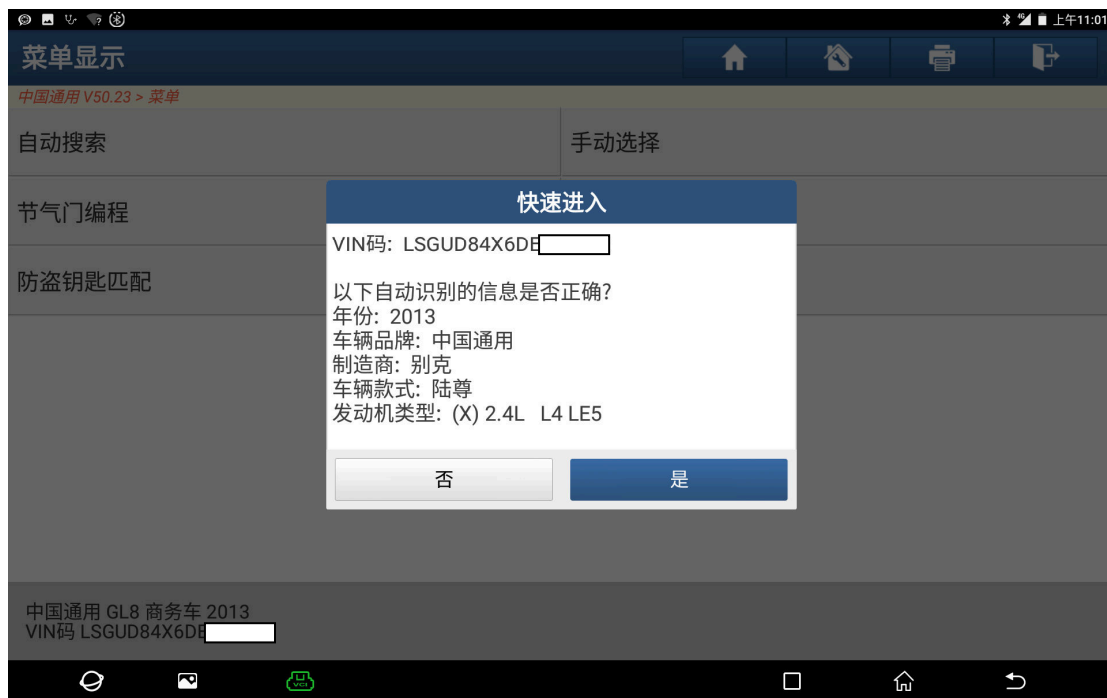 上午11:01
菜单显示
中国通用 V50.23 > 菜单
自动搜索
手动选择
节气门编程
防盗钥匙匹配
快速进入
VIN码: LSGUD84X6DE
以下自动识别的信息是否正确?
年份: 2013
车辆品牌: 中国通用
制造商: 别克
车辆款式: 陆尊
发动机类型: (X) 2.4L L4 LE5
否
是
中国通用 GL8 商务车 2013
VIN码 LSGUD84X6DE
VCI